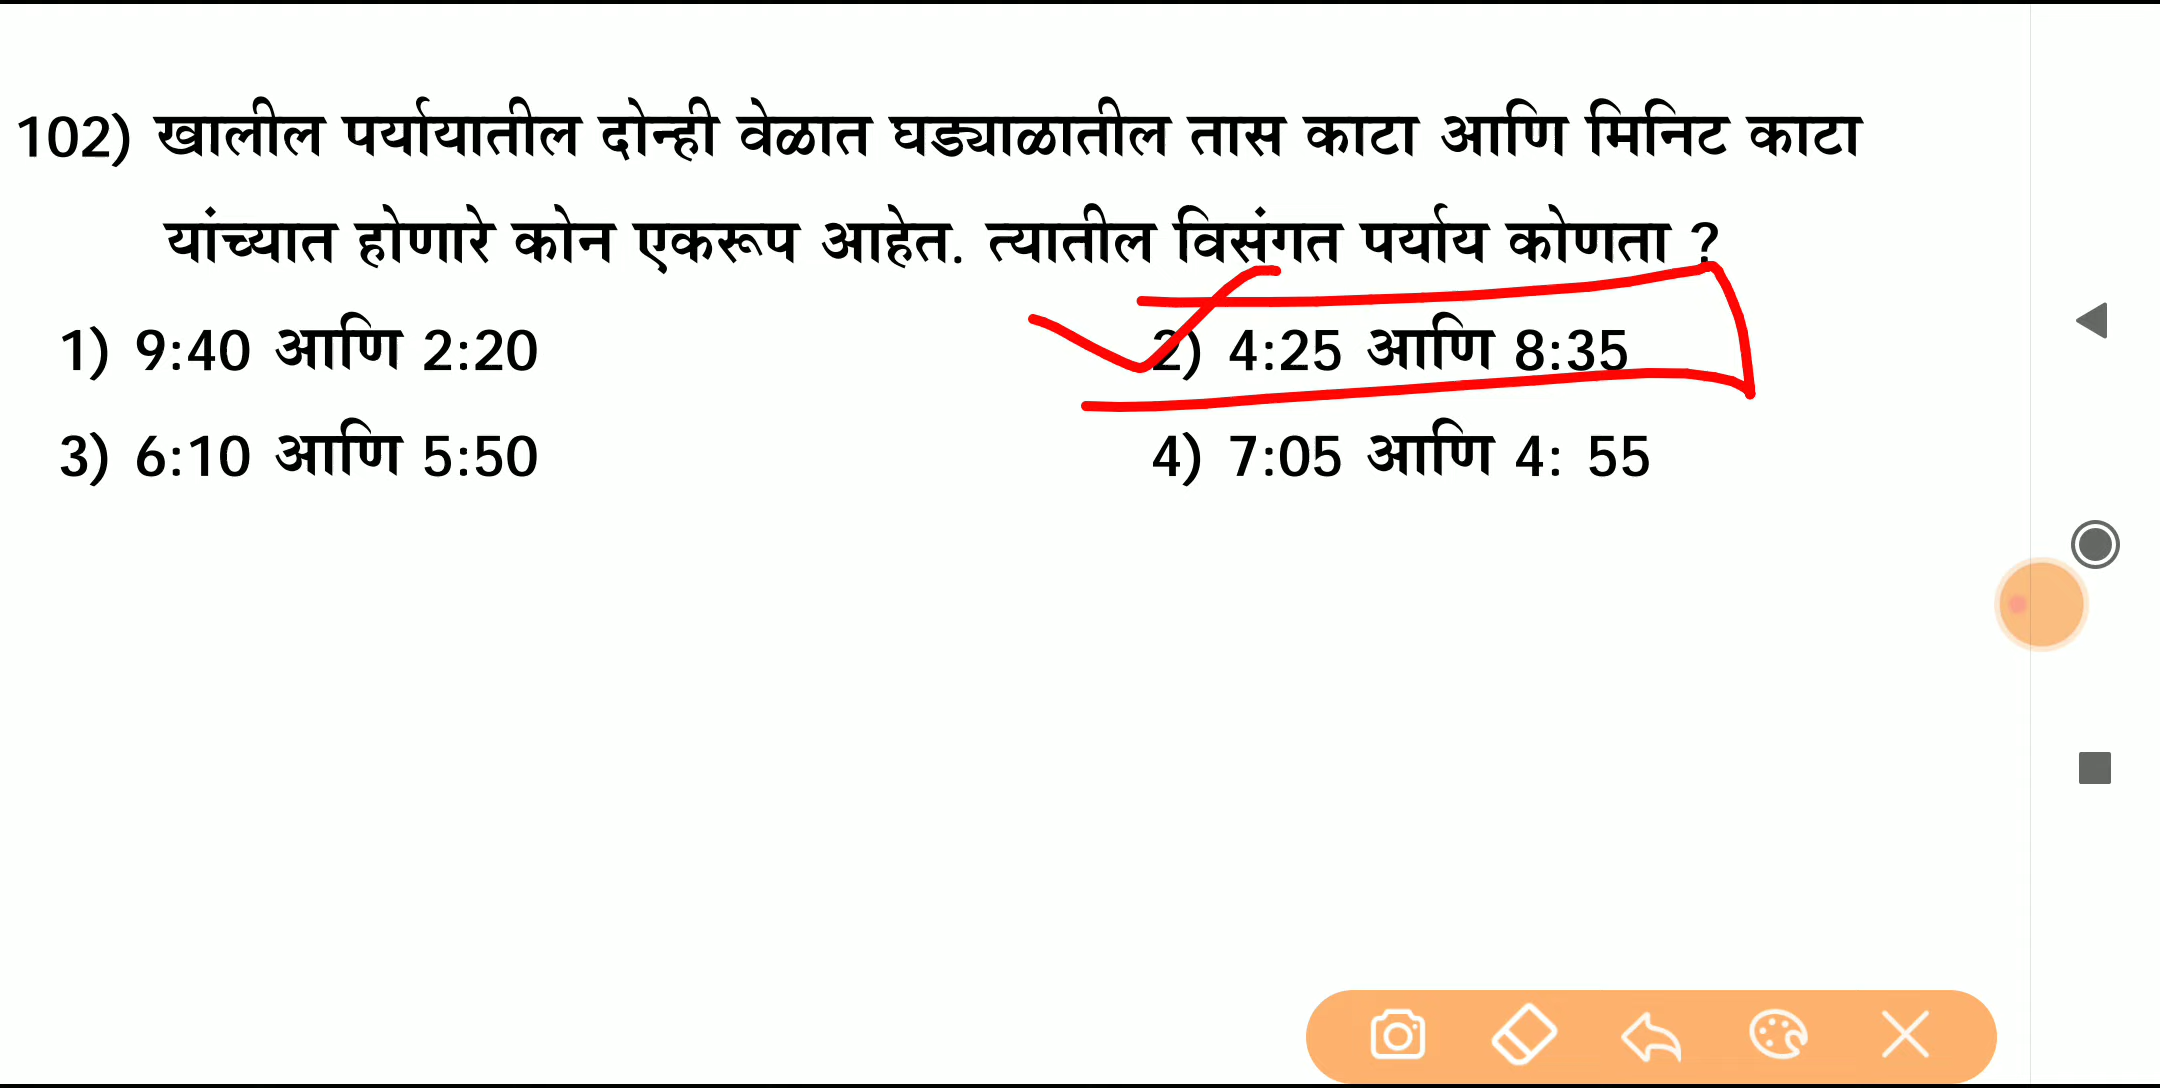 102) खालील पर्यायातील दोन्ही वेळात घड्याळातील तास काटा आणि मिनिट काटा
यांच्यात होणारे कोन एकरूप आहेत. त्यातील विसंगत पर्याय कोणता ?
1) 9:40 आणि 2:20 2) 4:25 आणि 8:35
3) 6:10 आणि 5:50 4) 7:05 आणि 4: 55